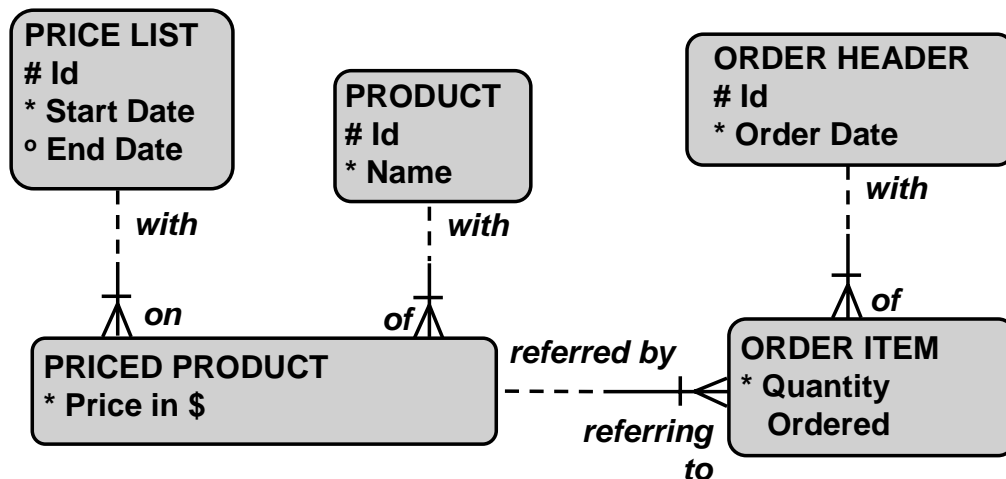 PRICE LIST
# Id
* Start Date
o End Date
PRODUCT
# Id
* Name
ORDER HEADER
# Id
* Order Date
with
with
with
on
of
of
PRICED PRODUCT
* Price in $
referred by
referring
to
ORDER ITEM
* Quantity
Ordered